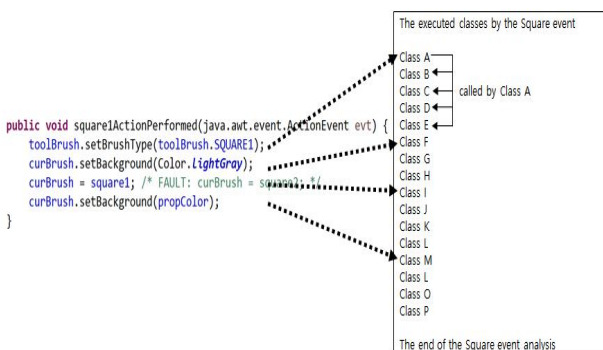 The executed classes by the Square event
Class A
Class B
Class C called by Class A
Class D
Class E
public void square1ActionPerformed(java.awt.event.ActionEvent evt) {
toolBrush.setBrushType(toolBrush.SQUARE1);
curBrush.setBackground(Color.lightGray);
curBrush = square1; /* FAULT: curBrush = square2; */
curBrush.setBackground(propColor);
}
Class F
Class G
Class H
Class I
Class J
Class K
Class L
Class M
Class L
Class O
Class P
The end of the Square event analysis